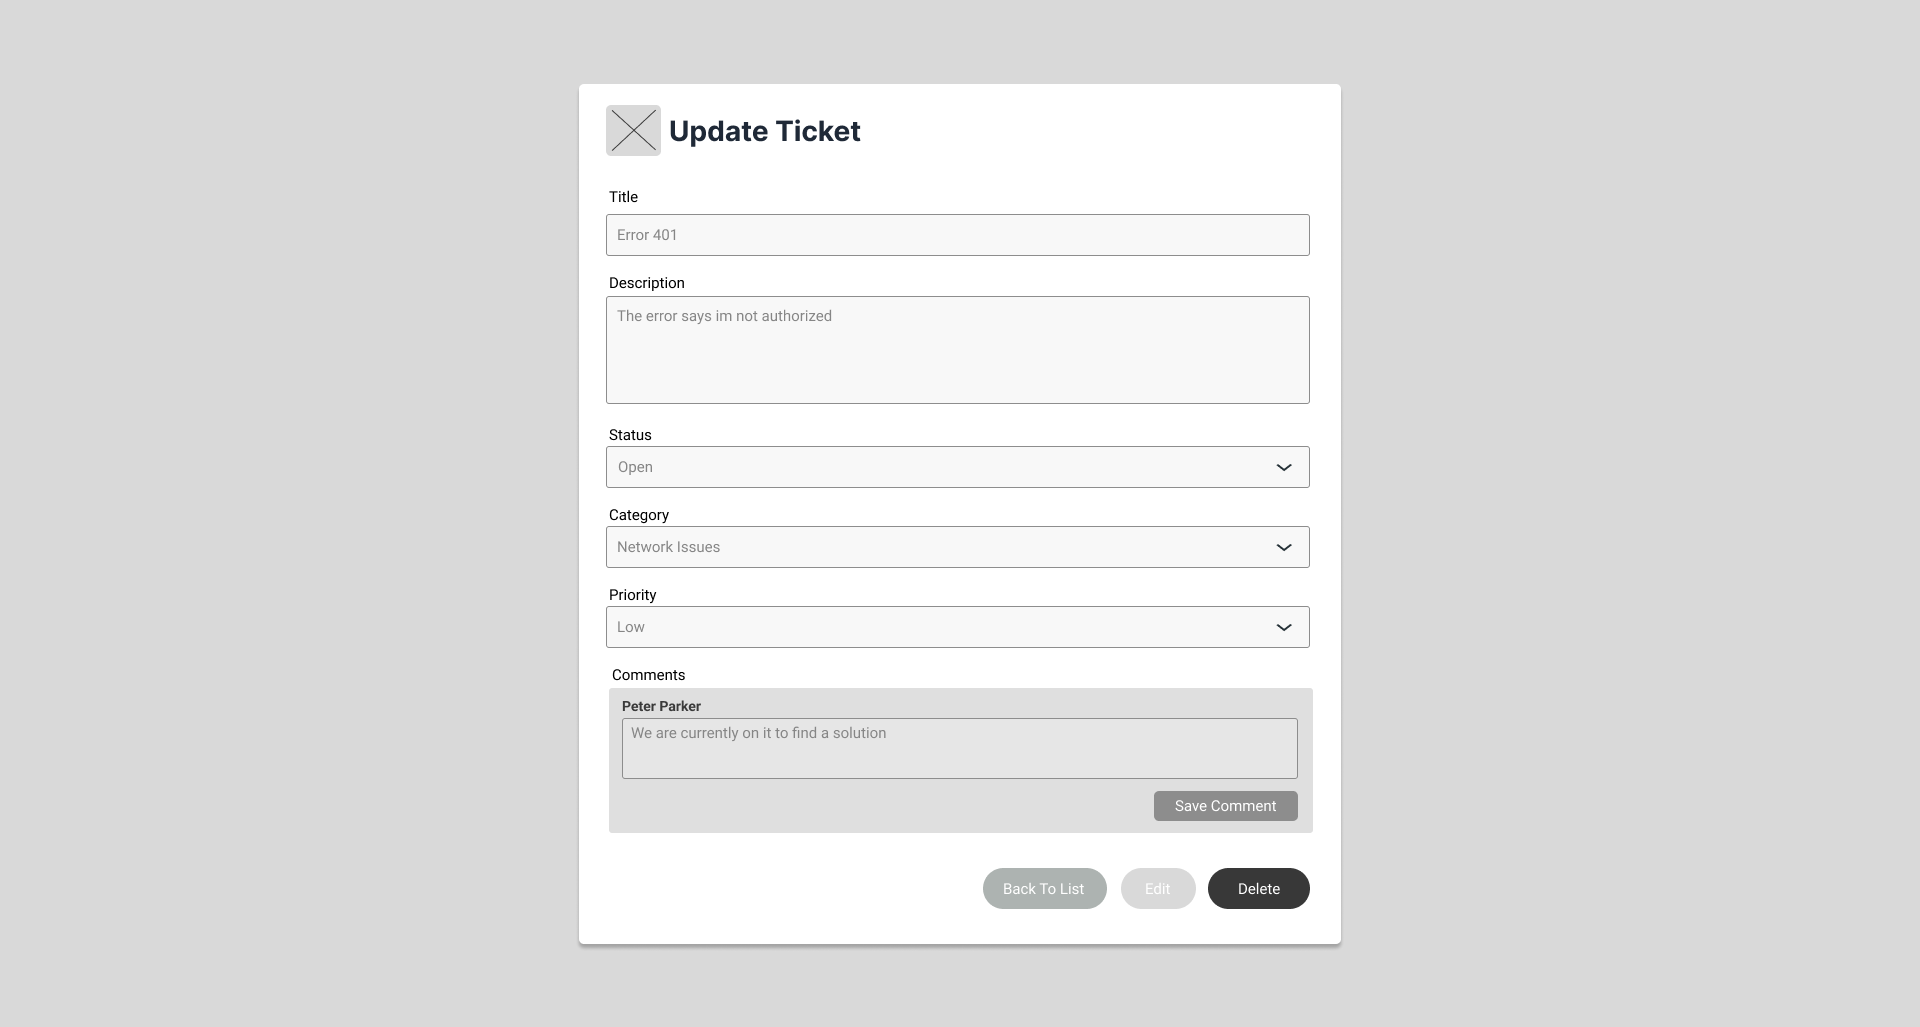 Update Ticket
Title
Error 401
Description
The error says im not authorized
Status
Open
Category
Network Issues
Priority
Low
Comments
Peter Parker
We are currently on it to find a solution
Save Comment
Back To List
Edit
Delete